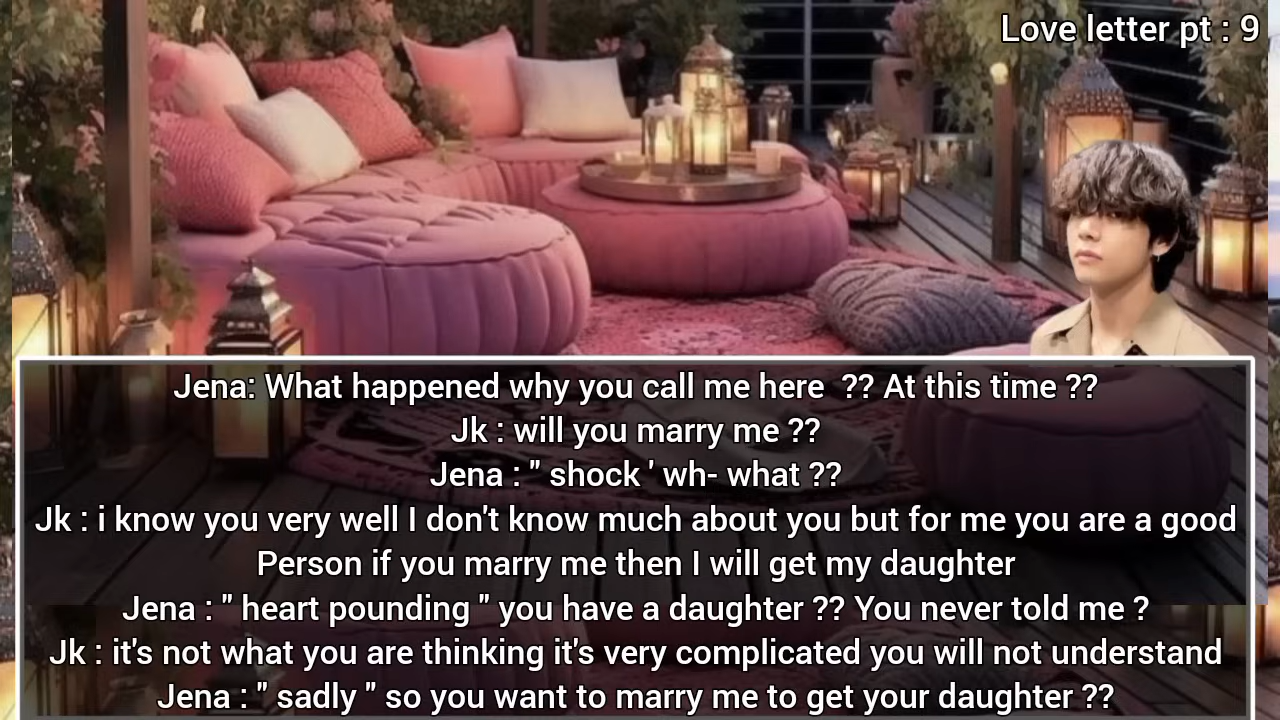 Love letter pt : 9
Jena: What happened why you call me here  ?? At this time ??
Jk : will you marry me ??
Jena : " shock ' wh- what ??
Jk : i know you very well I don't know much about you but for me you are a good
Person if you marry me then I will get my daughter
Jena : " heart pounding " you have a daughter ?? You never told me ?
Jk : it's not what you are thinking it's very complicated you will not understand
Jena : " sadly " so you want to marry me to get your daughter ??